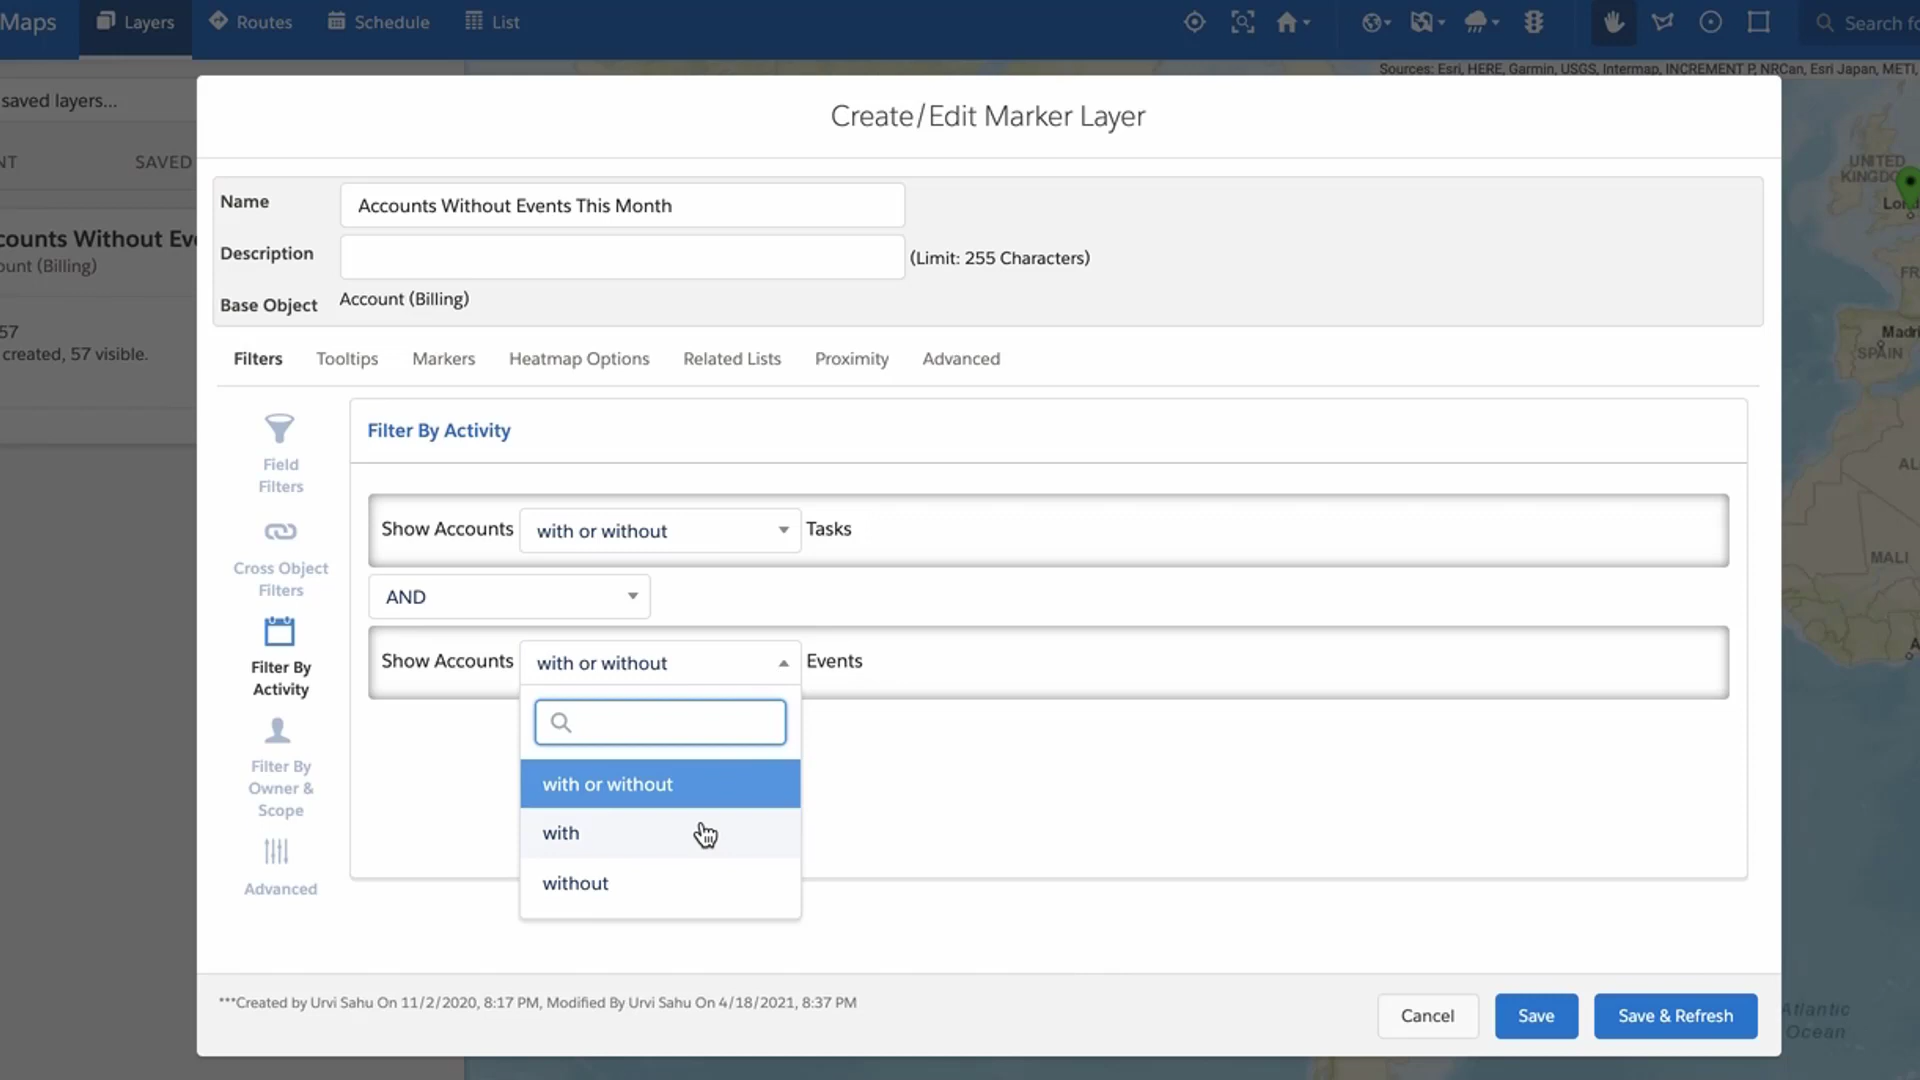 Maps
Layers
Routes
Schedule
List
Search fo
Sources: Esri, HERE, Garmin, USGS, Intermap, INCREMENT P, NRCan, Esri Japan, METI,
saved layers...
NT
SAVED
counts Without Eve
ount (Billing)
57
created, 57 visible.
Create/Edit Marker Layer
Name
Accounts Without Events This Month
Description
(Limit: 255 Characters)
Base Object
Account (Billing)
Filters
Tooltips
Markers
Heatmap Options
Related Lists
Proximity
Advanced
Field
Filters
Cross Object
Filters
Filter By
Activity
Filter By
Owner &
Scope
Advanced
Filter By Activity
Show Accounts with or without Tasks
AND
Show Accounts with or without Events
with or without
with
without
***Created by Urvi Sahu On 11/2/2020, 8:17 PM, Modified By Urvi Sahu On 4/18/2021, 8:37 PM
Cancel
Save
Save & Refresh
UNITED
KINGDO
Lon
FR
Madri
SPAIN
AL
MALI
A
Atlantic
Ocean